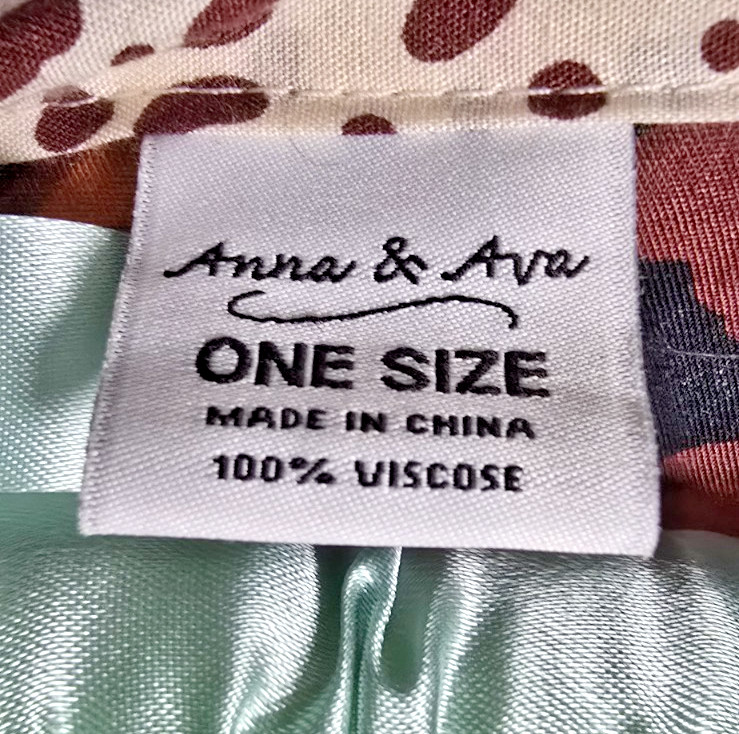 Anna & Ava
ONE SIZE
MADE IN CHINA
100% VISCOSE